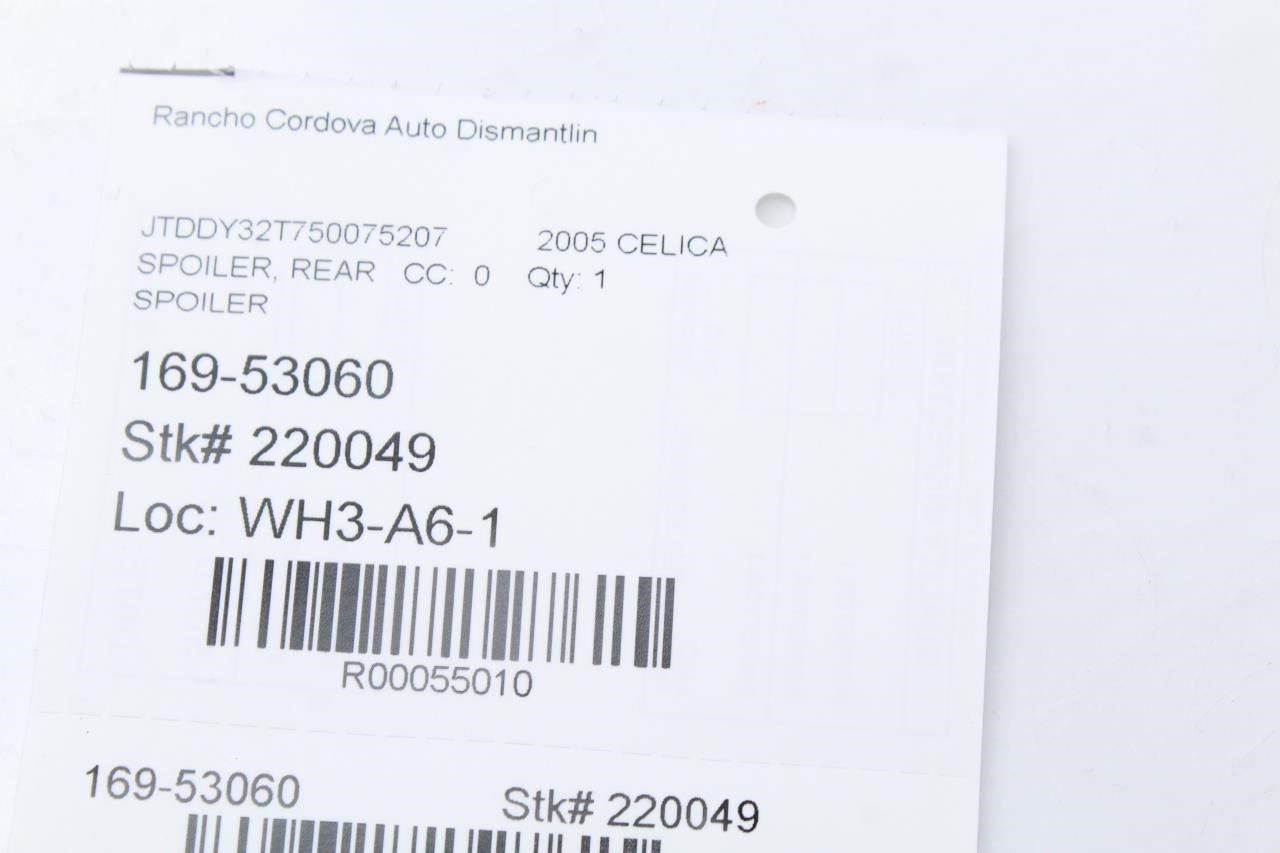 Rancho Cordova Auto Dismantlin
JTDDY32T750075207 2005 CELICA
SPOILER, REAR CC: 0 Qty: 1
SPOILER
169-53060
Stk# 220049
Loc: WH3-A6-1
R00055010
169-53060 Stk# 220049